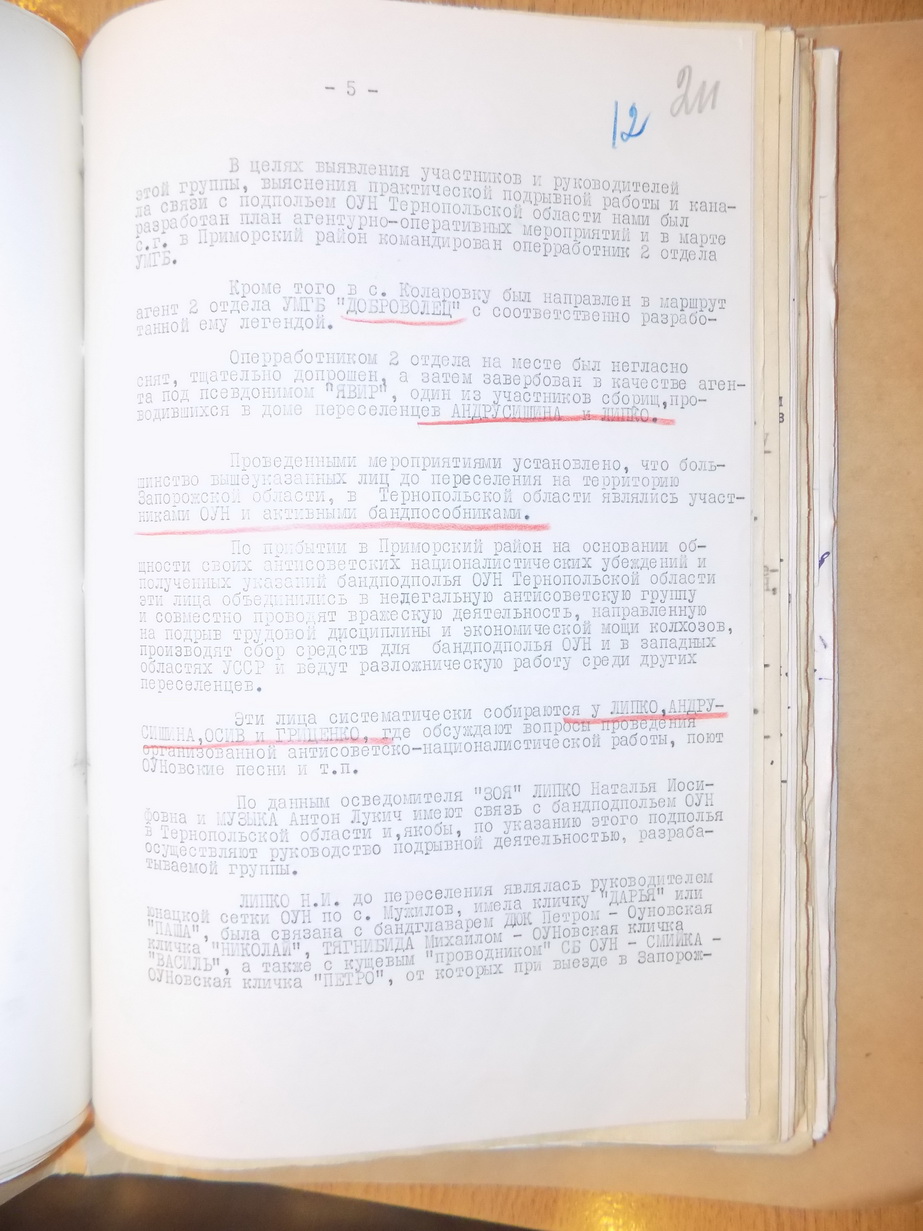 - 5 -
12
211
В целях выявления участников и руководителей
этой группы, выяснения практической подрывной работы и кана-
ла связи с подпольем ОУН Тернопольской области нами был
разработан план агентурно-оперативных мероприятий и в марте
с.г. в Приморский район командирован оперработник 2 отдела
УМГБ.
Кроме того в с. Коларовку был направлен в маршрут
агент 2 отдела УМГБ "ДОБРОВОЛЕЦ" с соответственно разрабо-
танной ему легендой.
Оперработником 2 отдела на месте был негласно
снят, тщательно допрошен, а затем завербован в качестве аген-
та под псевдонимом "ЯВИР", один из участников сборищ,про-
водившихся в доме переселенцев АНДРУСИШИНА и ЛИПКО.
Проведенными мероприятиями установлено, что боль-
шинство вышеуказанных лиц до переселения на территорию
Запорожской области, в Тернопольской области являлись участ-
никами ОУН и активными бандпособниками.
По прибытии в Приморский район на основании об-
щности своих антисоветских националистических убеждений и
полученных указаний бандподполья ОУН Тернопольской области
эти лица объединились в нелегальную антисоветскую группу
и совместно проводят вражескую деятельность, направленную
на подрыв трудовой дисциплины и экономической мощи колхозов,
производят сбор средств для бандподполья ОУН и в западных
областях УССР и ведут разложническую работу среди других
переселенцев.
Эти лица систематически собираются у ЛИПКО,АНДРУ-
СИШИНА,ОСИВ и ГРИЦЕНКО, где обсуждают вопросы проведения
организованной антисоветско-националистической работы, поют
ОУНовские песни и т.п.
По данным осведомителя "ЗОЯ" ЛИПКО Наталья Иоси-
фовна и МУЗЫКА Антон Лукич имеют связь с бандподпольем ОУН
в Тернопольской области и,якобы, по указанию этого подполья
осуществляют руководство подрывной деятельностью, разраба-
тываемой группы.
ЛИПКО Н.И. до переселения являлась руководителем
юнацкой сетки ОУН по с. Мужилов, имела кличку "ДАРЬЯ" или
"ПАША", была связана с бандглаварем ДЮК Петром - Оуновская
кличка "НИКОЛАЙ", ТЯГНИБИДА Михаилом - ОУНовская кличка
"ВАСИЛЬ", а также с кущевым "проводником" СБ ОУН - СМИЙКА -
ОУНовская кличка "ПЕТРО", от которых при выезде в Запорож-